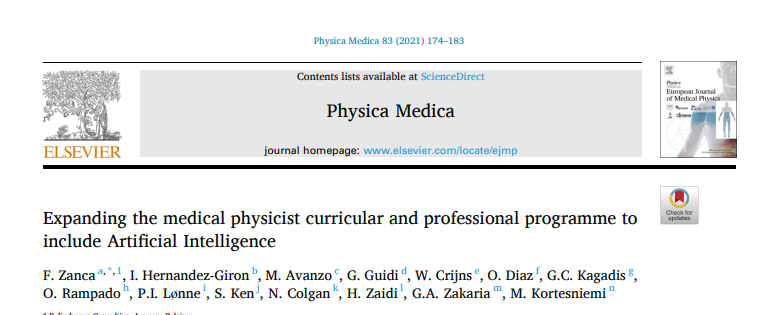 Physica Medica 83 (2021) 174–183
Contents lists available at ScienceDirect
Physica Medica
journal homepage: www.elsevier.com/locate/ejmp
ELSEVIER
Physica
European Journal
of Medical Physics
Check for
updates
Expanding the medical physicist curricular and professional programme to
include Artificial Intelligence
F. Zanca a,*,1, I. Hernandez-Giron b, M. Avanzo c, G. Guidi d, W. Crijns e, O. Diaz f, G.C. Kagadis g,
O. Rampado h, P.I. Lønne i, S. Ken j, N. Colgan k, H. Zaidi l, G.A. Zakaria m, M. Kortesniemi n